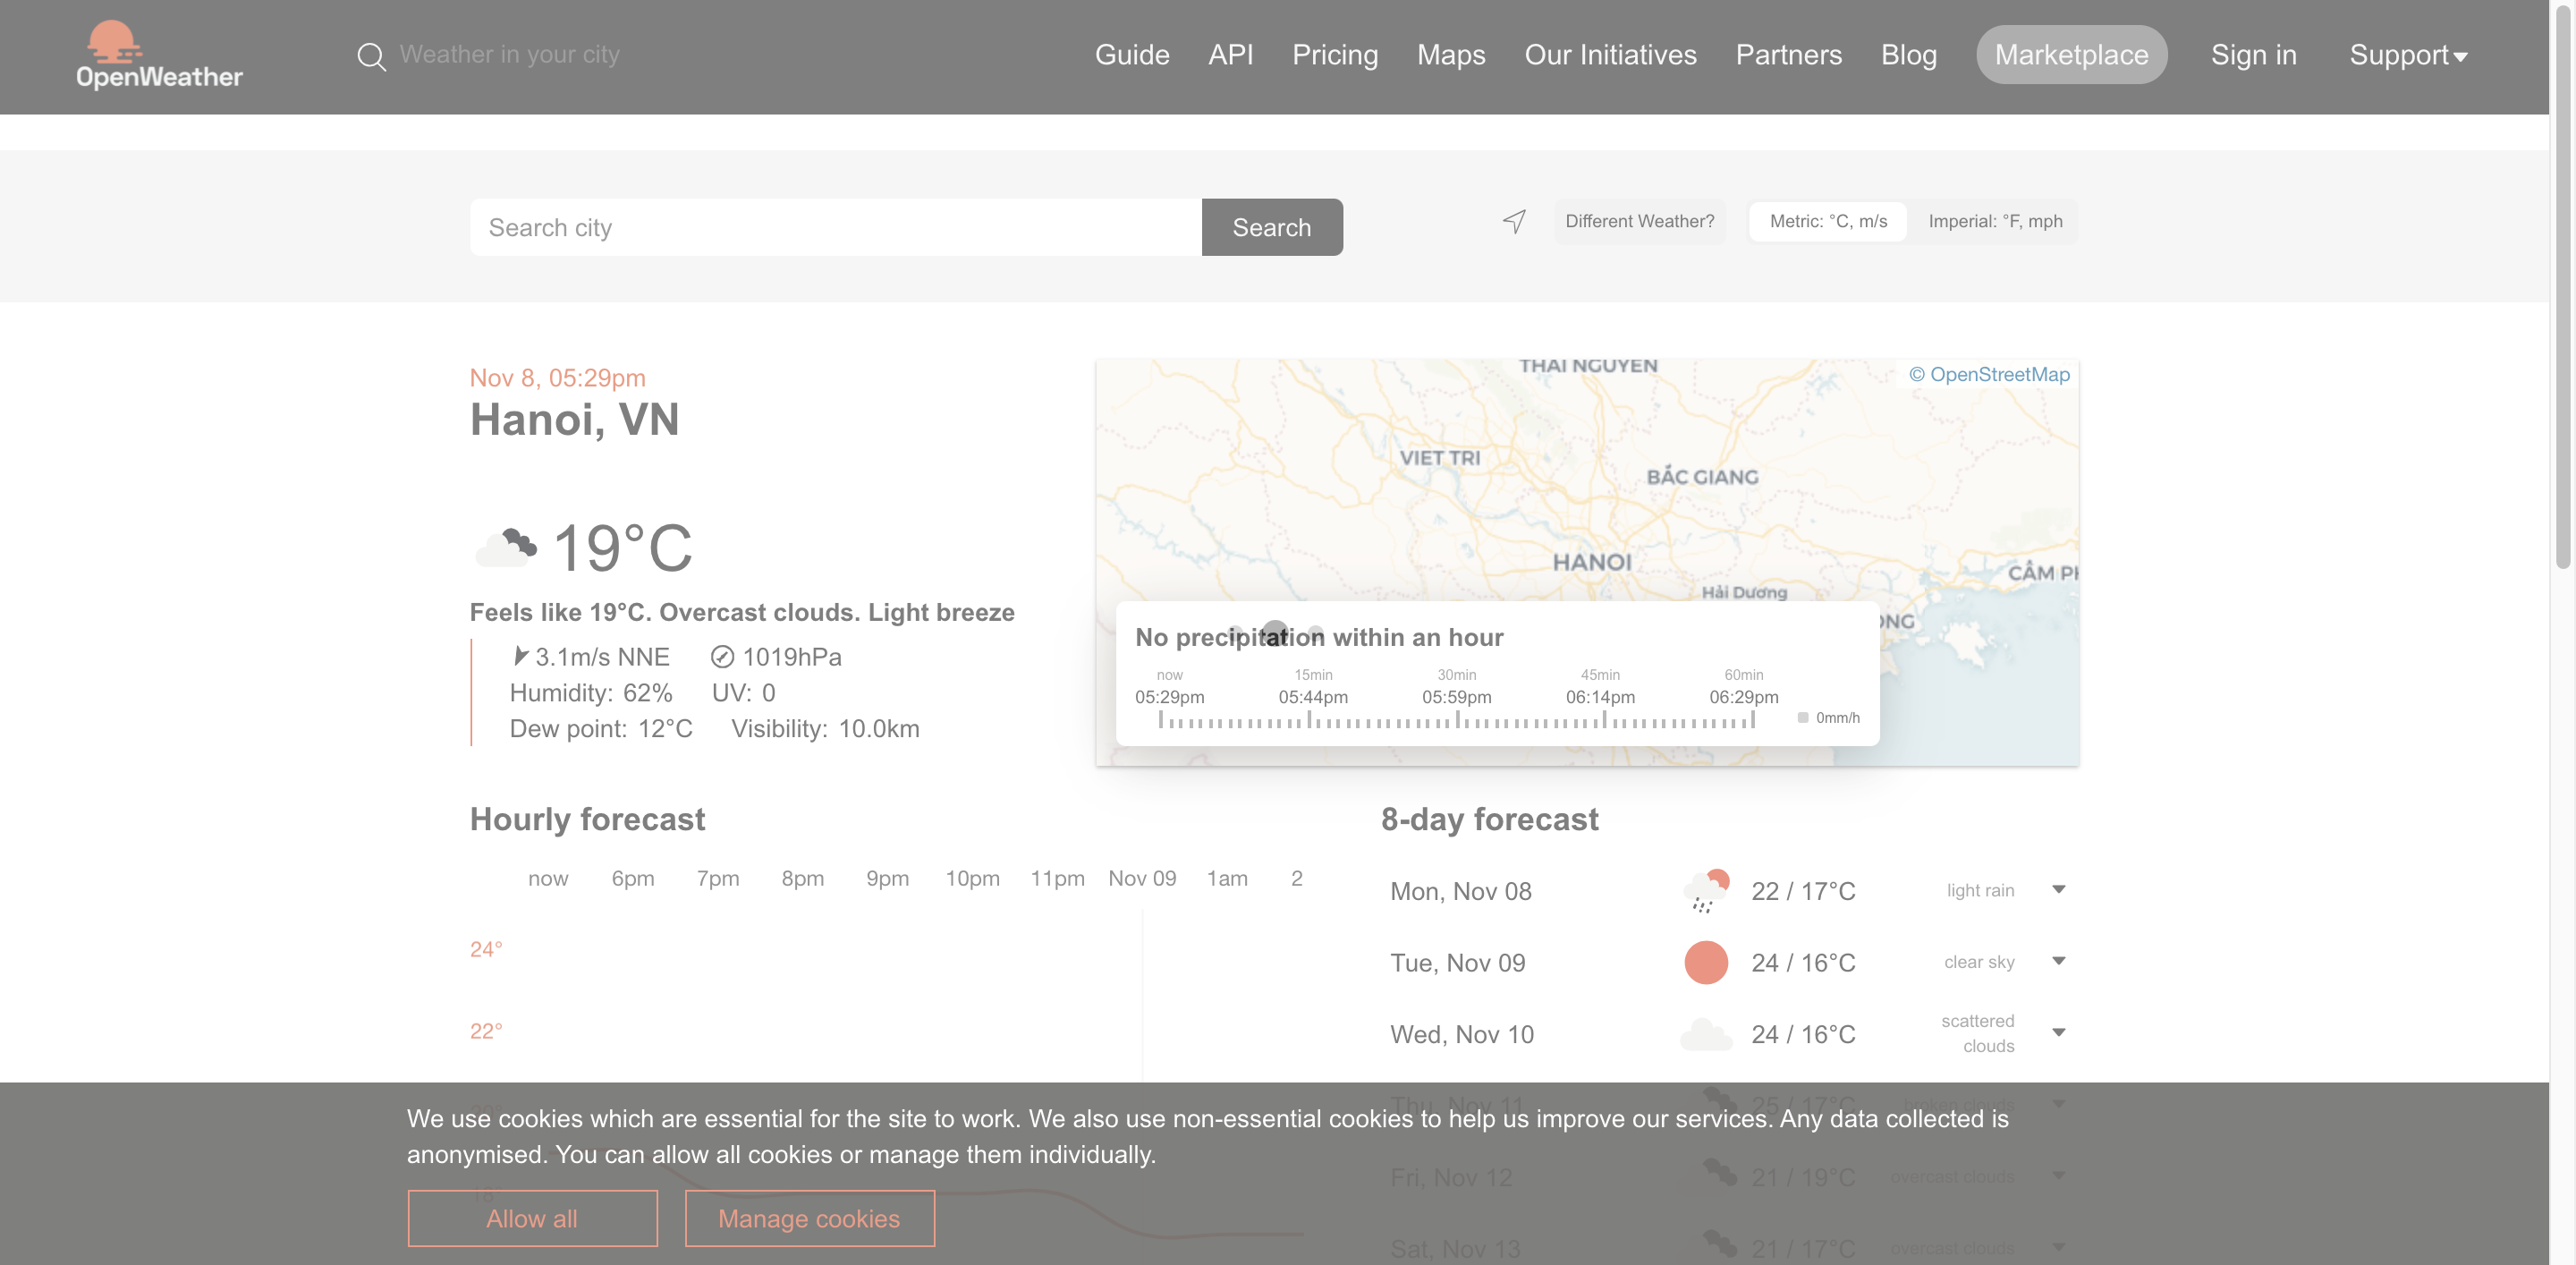 OpenWeather
Weather in your city
Guide
API
Pricing
Maps
Our Initiatives
Partners
Blog
Marketplace
Sign in
Support
Search city
Search
Different Weather?
Metric: °C, m/s
Imperial: °F, mph
Nov 8, 05:29pm
Hanoi, VN
19°C
Feels like 19°C. Overcast clouds. Light breeze
3.1m/s NNE
1019hPa
Humidity: 62%
UV: 0
Dew point: 12°C
Visibility: 10.0km
THAI NGUYEN
© OpenStreetMap
VIET TRI
BẮC GIANG
HANOI
CẨM PH
Hải Dương
ONG
No precipitation within an hour
now
15min
30min
45min
60min
05:29pm
05:44pm
05:59pm
06:14pm
06:29pm
0mm/h
Hourly forecast
now
6pm
7pm
8pm
9pm
10pm
11pm
Nov 09
1am
2
24°
22°
18°
8-day forecast
Mon, Nov 08
22 / 17°C
light rain
Tue, Nov 09
24 / 16°C
clear sky
Wed, Nov 10
24 / 16°C
scattered
clouds
Thu, Nov 11
25 / 17°C
broken clouds
Fri, Nov 12
21 / 19°C
overcast clouds
Sat, Nov 13
21 / 17°C
overcast clouds
We use cookies which are essential for the site to work. We also use non-essential cookies to help us improve our services. Any data collected is
anonymised. You can allow all cookies or manage them individually.
Allow all
Manage cookies